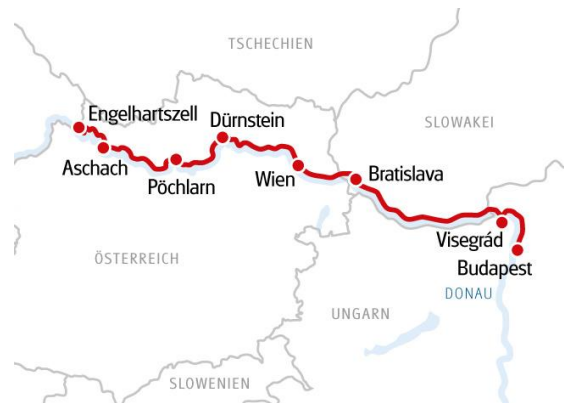 TSCHECHIEN
Engelhartszell
Dürnstein
SLOWAKEI
Aschach
Pöchlarn
Wien
Bratislava
Visegrád
ÖSTERREICH
Budapest
DONAU
UNGARN
SLOWENIEN